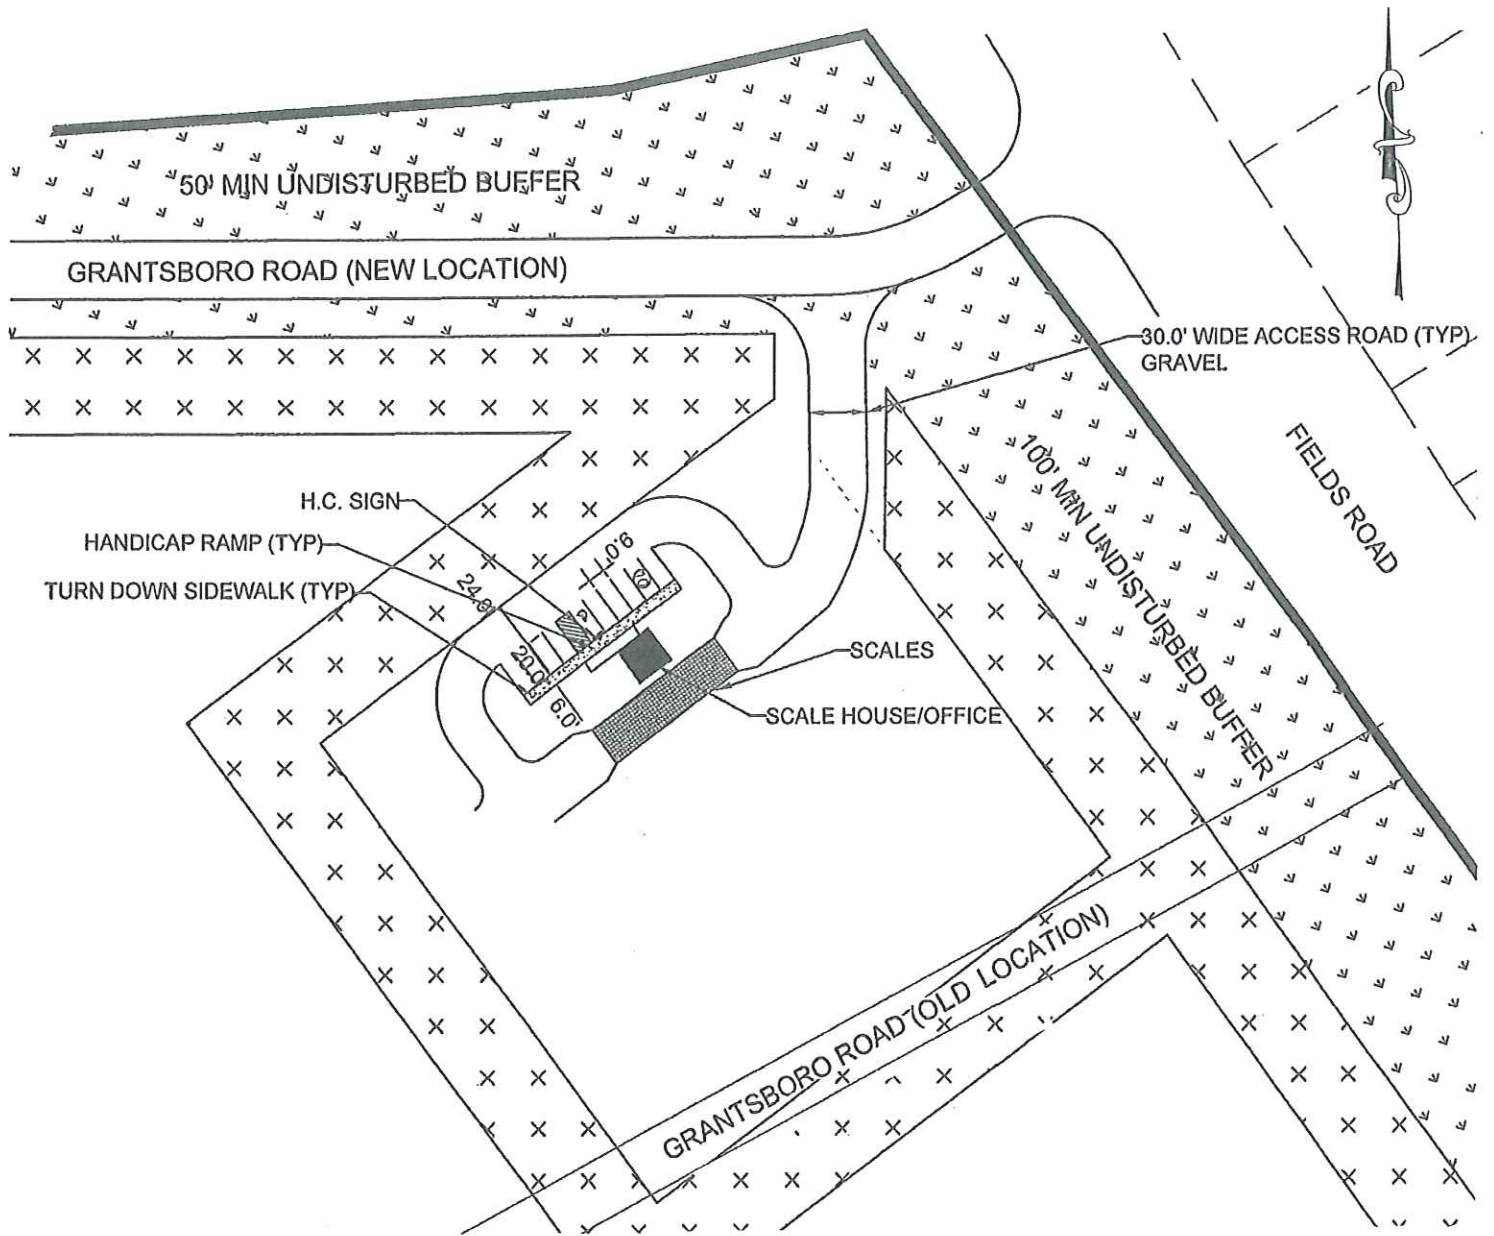 50' MIN UNDISTURBED BUFFER
GRANTSBORO ROAD (NEW LOCATION)
30.0' WIDE ACCESS ROAD (TYP)
GRAVEL
FIELDS ROAD
100' MIN UNDISTURBED BUFFER
H.C. SIGN
HANDICAP RAMP (TYP)
TURN DOWN SIDEWALK (TYP)
24.0'
9.0'
20.0'
6.0'
SCALES
SCALE HOUSE/OFFICE
GRANTSBORO ROAD (OLD LOCATION)